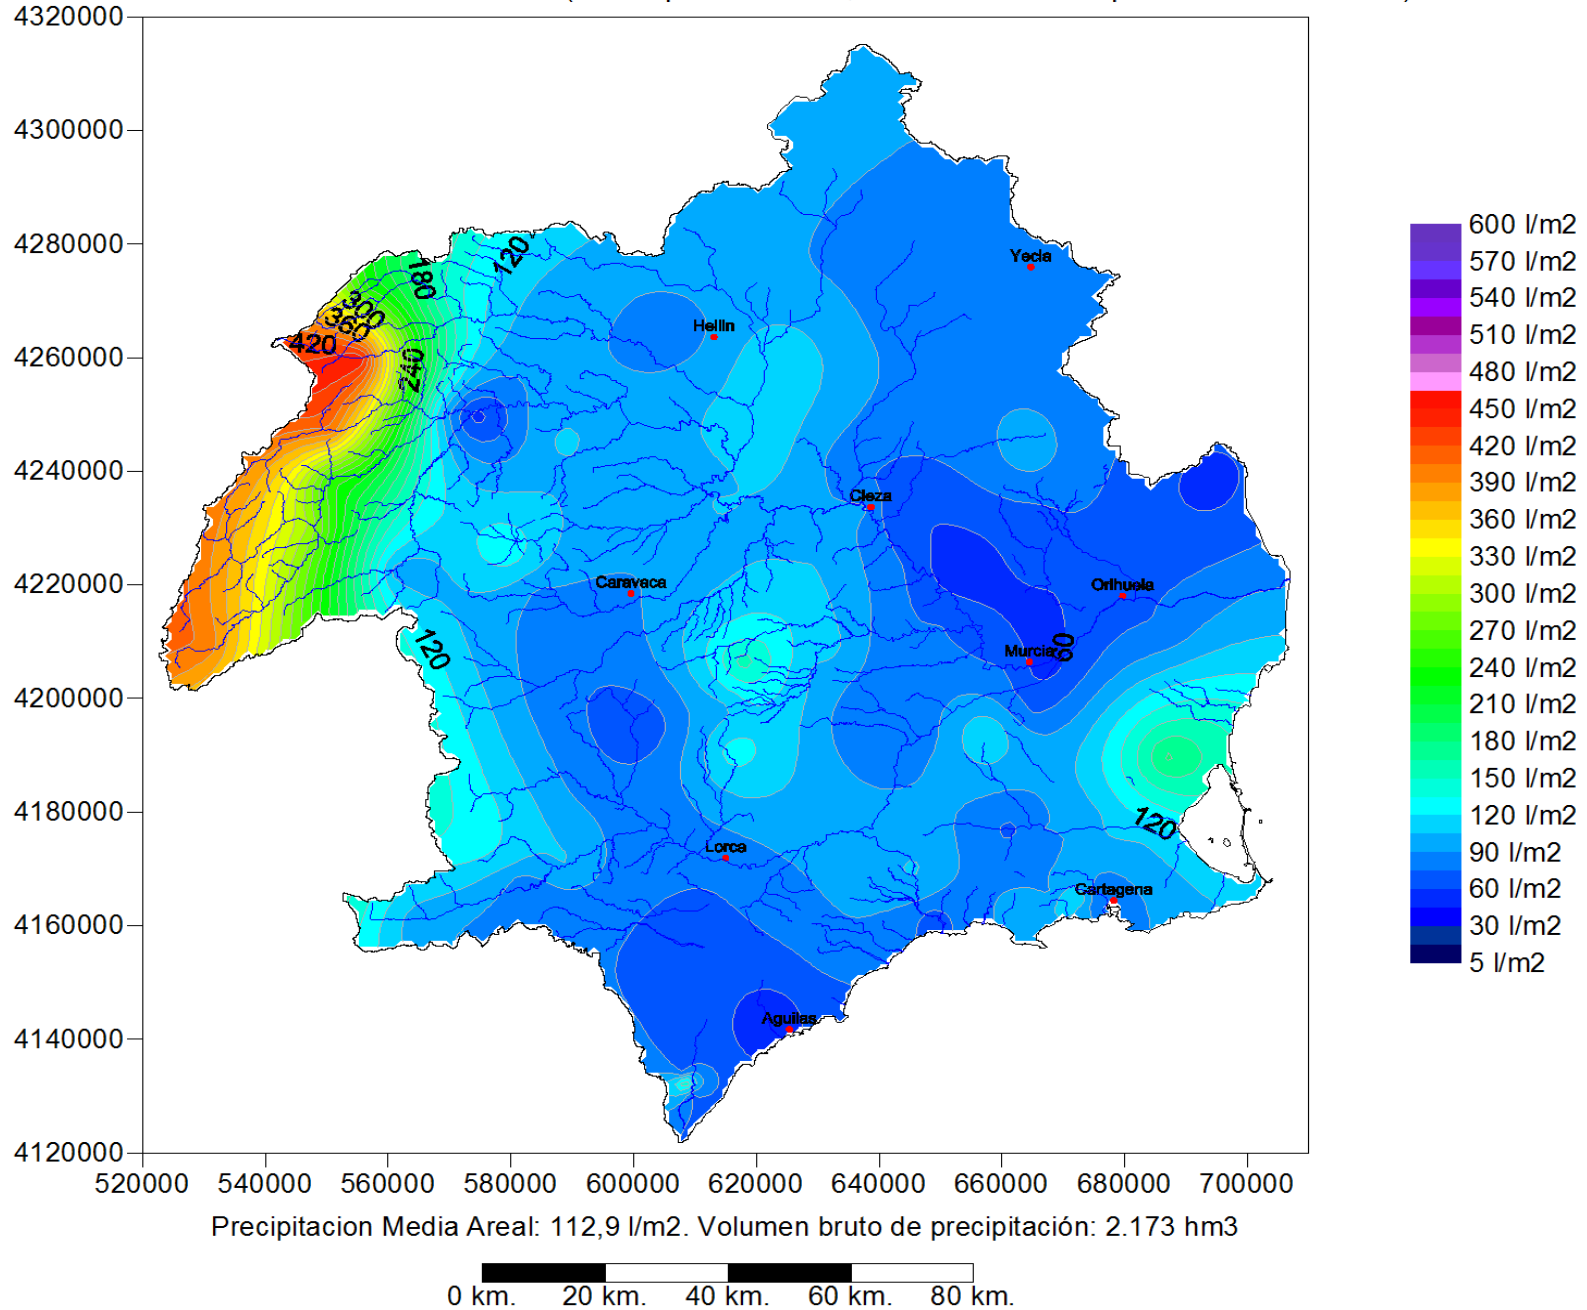 4320000
4300000
4280000
4260000
4240000
4220000
4200000
4180000
4160000
4140000
4120000
520000 540000 560000 580000 600000 620000 640000 660000 680000 700000
120
180
300
360
420
240
120
60
120
Yecla
Hellin
Cieza
Caravaca
Orihuela
Murcia
Lorca
Cartagena
Aguilas
600 l/m2
570 l/m2
540 l/m2
510 l/m2
480 l/m2
450 l/m2
420 l/m2
390 l/m2
360 l/m2
330 l/m2
300 l/m2
270 l/m2
240 l/m2
210 l/m2
180 l/m2
150 l/m2
120 l/m2
90 l/m2
60 l/m2
30 l/m2
5 l/m2
Precipitacion Media Areal: 112,9 l/m2. Volumen bruto de precipitación: 2.173 hm3
0 km. 20 km. 40 km. 60 km. 80 km.